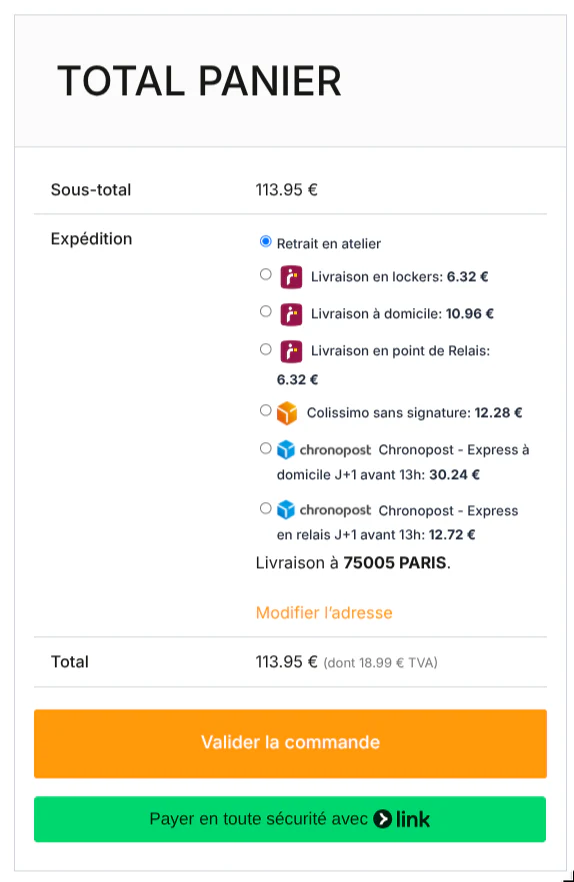 TOTAL PANIER
Sous-total 113.95 €
Expédition
Retrait en atelier
Livraison en lockers: 6.32 €
Livraison à domicile: 10.96 €
Livraison en point de Relais:
6.32 €
Colissimo sans signature: 12.28 €
chronopost Chronopost - Express à
domicile J+1 avant 13h: 30.24 €
chronopost Chronopost - Express
en relais J+1 avant 13h: 12.72 €
Livraison à 75005 PARIS.
Modifier l’adresse
Total 113.95 € (dont 18.99 € TVA)
Valider la commande
Payer en toute sécurité avec link